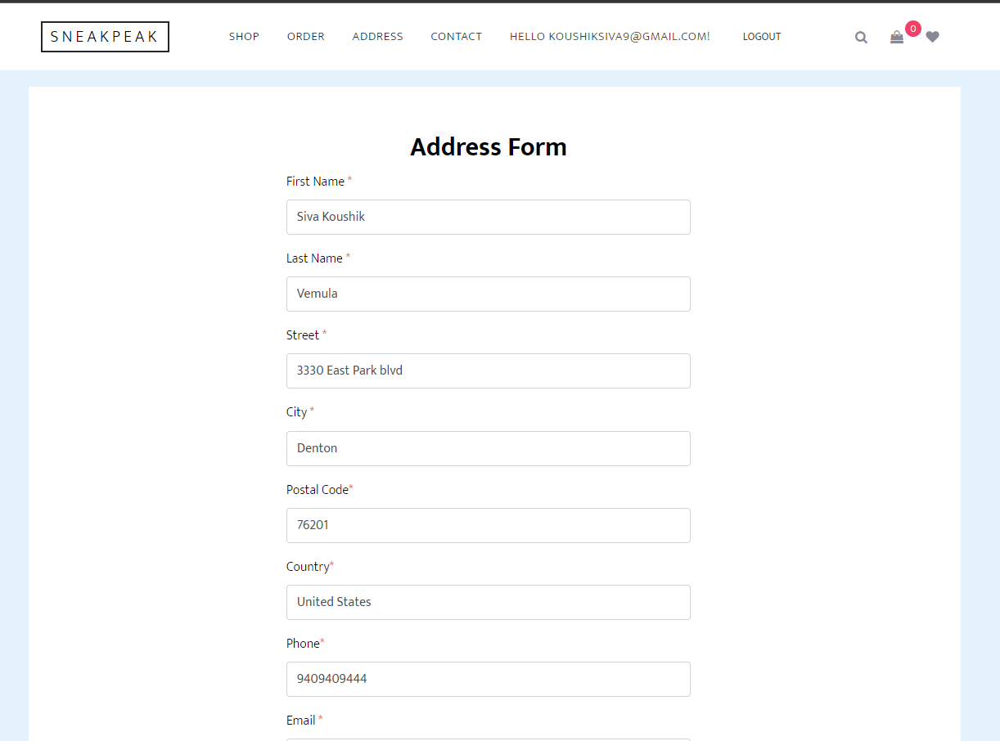 SNEAKPEAK SHOP ORDER ADDRESS CONTACT HELLO KOUSHIKSIVA9@GMAIL.COM! LOGOUT 0
Address Form
First Name *
Siva Koushik
Last Name *
Vemula
Street *
3330 East Park blvd
City *
Denton
Postal Code*
76201
Country*
United States
Phone*
9409409444
Email *